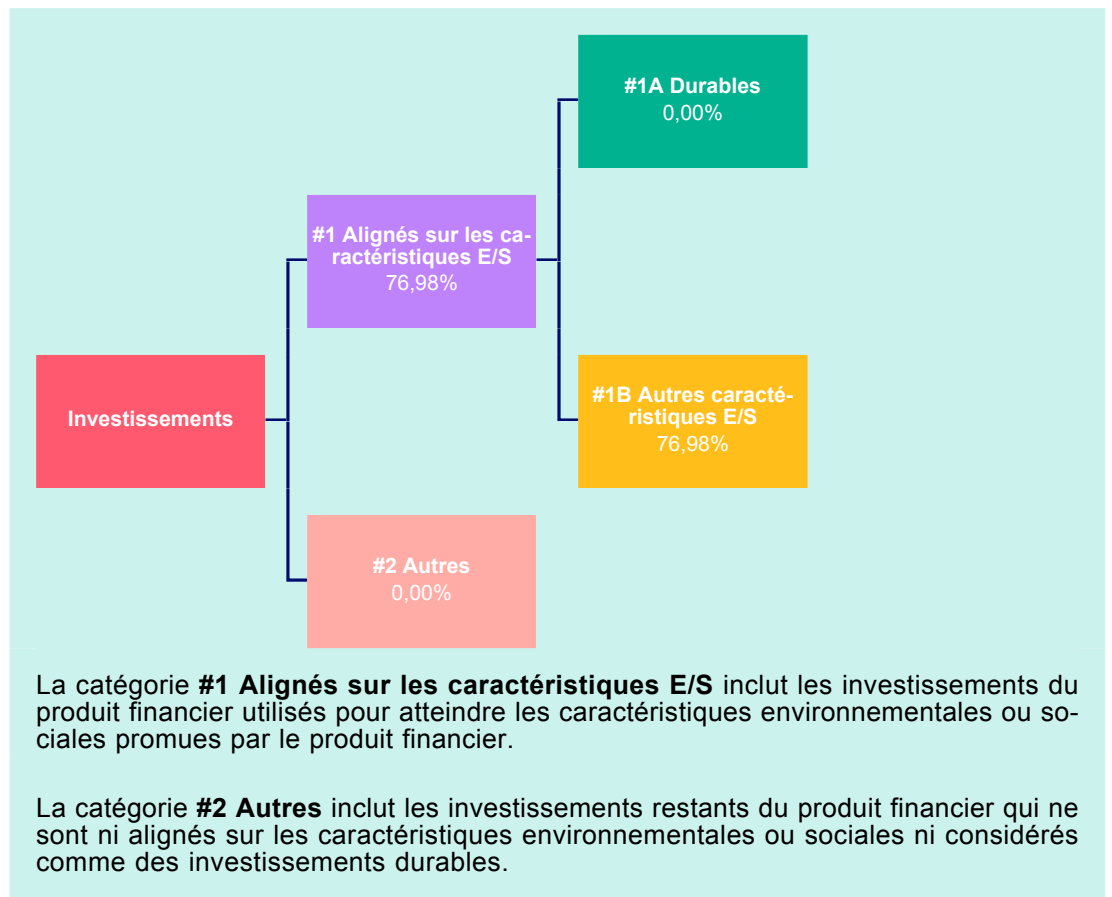 #1A Durables
0,00%
#1 Alignés sur les ca-
ractéristiques E/S
76,98%
Investissements
#1B Autres caracté-
ristiques E/S
76,98%
#2 Autres
0,00%
La catégorie #1 Alignés sur les caractéristiques E/S inclut les investissements du
produit financier utilisés pour atteindre les caractéristiques environnementales ou so-
ciales promues par le produit financier.
La catégorie #2 Autres inclut les investissements restants du produit financier qui ne
sont ni alignés sur les caractéristiques environnementales ou sociales ni considérés
comme des investissements durables.